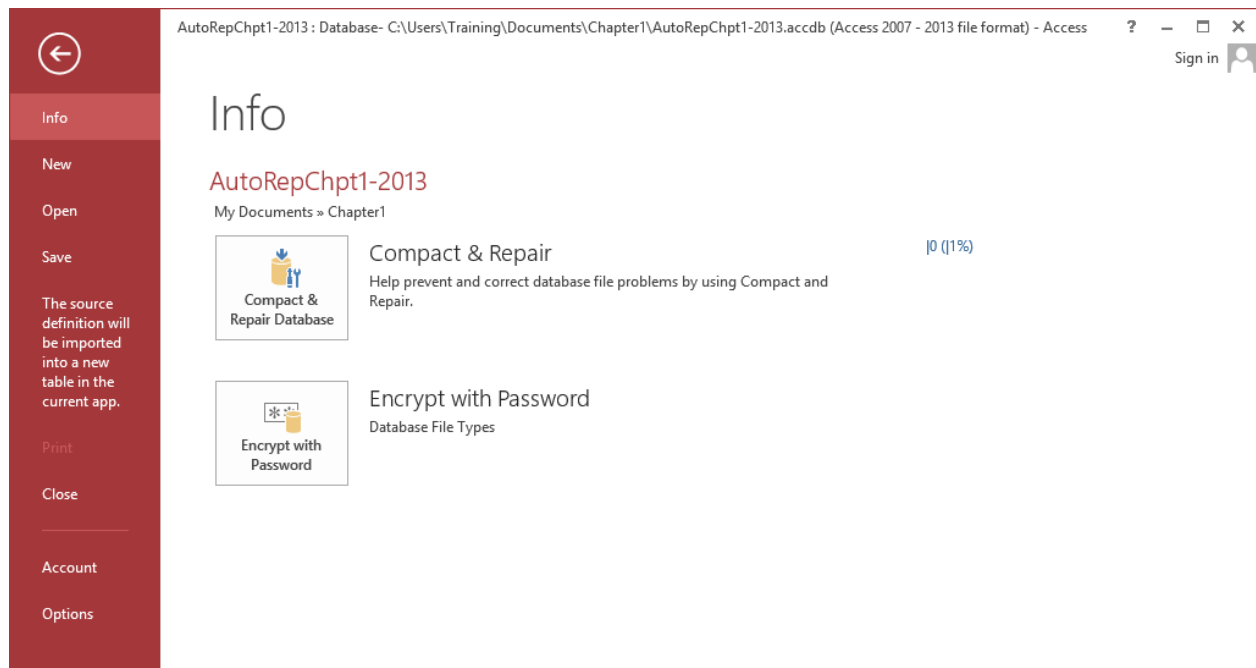 AutoRepChpt1-2013 : Database- C:\Users\Training\Documents\Chapter1\AutoRepChpt1-2013.accdb (Access 2007 - 2013 file format) - Access
?
Sign in
Info
New
Open
Save
The source
definition will
be imported
into a new
table in the
current app.
Print
Close
Account
Options
Info
AutoRepChpt1-2013
My Documents » Chapter1
Compact &
Repair Database
Compact & Repair
Help prevent and correct database file problems by using Compact and
Repair.
|0 (|1%)
Encrypt with
Password
Encrypt with Password
Database File Types